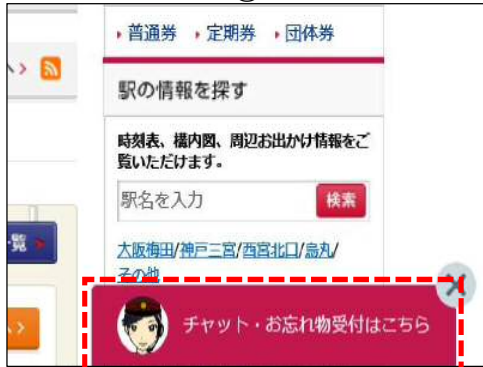 普通券 定期券 団体券
駅の情報を探す
時刻表、構内図、周辺お出かけ情報をご
覧いただけます。
駅名を入力 検索
覧
大阪梅田/神戸三宮/西宮北口/烏丸/
その他
チャット・お忘れ物受付はこちら